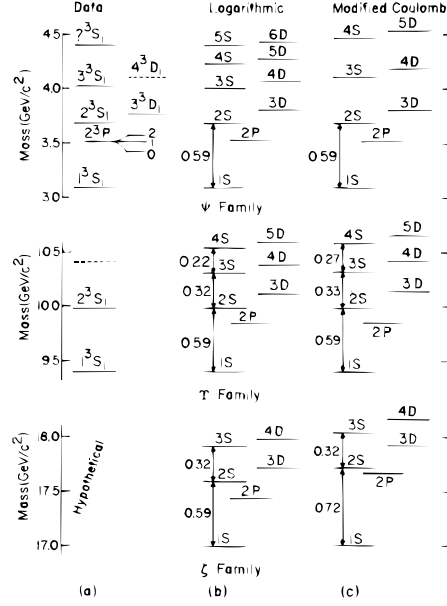 Data Logarithmic Modified Coulomb
4.5 ?³S₁ 5S 6D 4S 5D
4³D₁ 4S 5D 4D
4.0 3³S₁ 3S 4D 3S
3³D₁ 3D 3D
2³S₁ 2S 2S
3.5 2³P 2 1 0 2P 2P
0.59 0.59
1³S₁ 1S 1S
3.0
Mass(GeV/c²)
Ψ Family
4S 5D 4S 5D
10.5 0.22 3S 4D 0.27 3S 4D
0.32 3D 0.33 3D
10.0 2³S₁ 2S 2S
2P 2P
0.59 0.59
9.5 1³S₁ 1S 1S
Mass(GeV/c²)
ϒ Family
4D
18.0 3S 4D 3S 3D
0.32 2S 3D 0.32 2S
17.5 2P 2P
0.59 0.72
17.0 1S 1S
Mass(GeV/c²)
Hypothetical
ζ Family
(a) (b) (c)